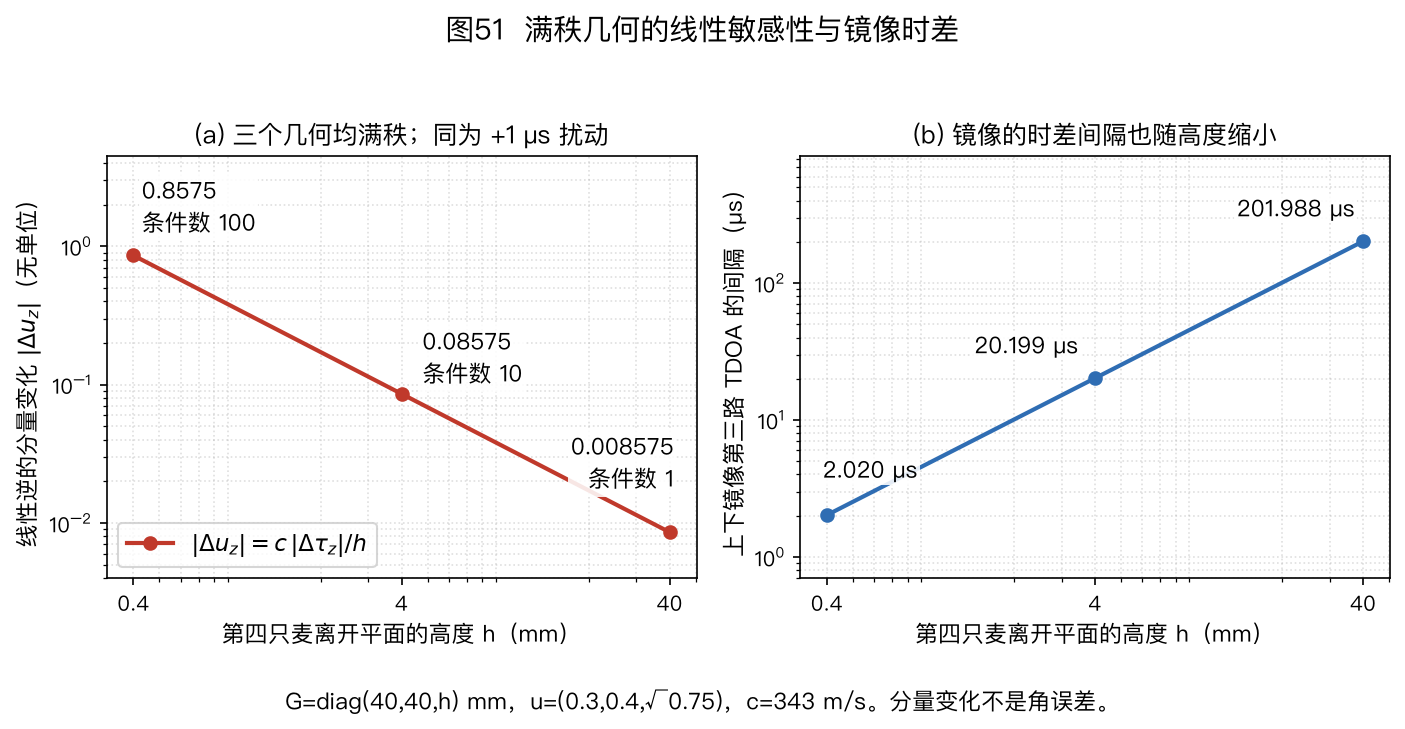 图51 满秩几何的线性敏感性与镜像时差
(a) 三个几何均满秩；同为 +1 μs 扰动
0.8575
条件数 100
0.08575
条件数 10
0.008575
条件数 1
10⁰
10⁻¹
10⁻²
线性逆的分量变化 |Δu_z|（无单位）
|Δu_z| = c |Δτ_z|/h
0.4
4
40
第四只麦离开平面的高度 h（mm）
(b) 镜像的时差间隔也随高度缩小
201.988 μs
20.199 μs
2.020 μs
10²
10¹
10⁰
上下镜像第三路 TDOA 的间隔（μs）
0.4
4
40
第四只麦离开平面的高度 h（mm）
G=diag(40,40,h) mm，u=(0.3,0.4,√0.75)，c=343 m/s。分量变化不是角误差。